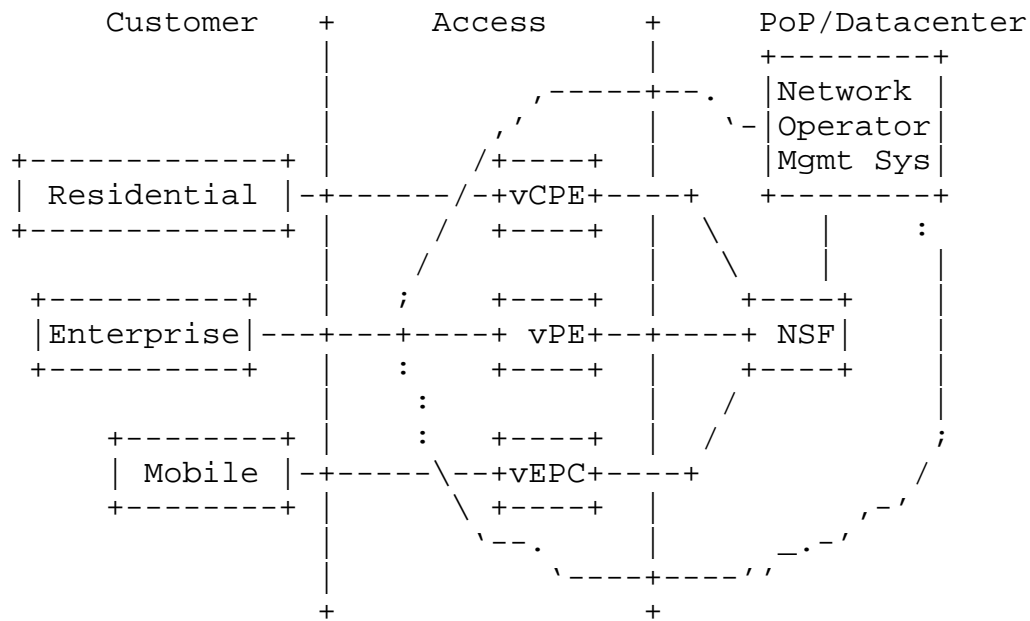 Customer Access PoP/Datacenter
Network
Operator
Mgmt Sys
Residential vCPE
Enterprise vPE NSF
Mobile vEPC